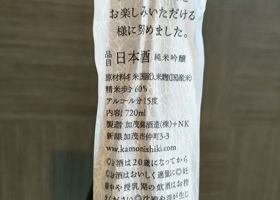 お楽しみいただける
様に努めました。
品目 日本酒 純米吟醸
原材料名 米(国産)、米麹(国産米)
精米歩合 60%
アルコール分 15度
内容 720ml
製造 加茂錦酒造(株)+NK
新潟.加茂市仲町3-3
www.kamonishiki.com
◎お酒は20歳になってから
◎お酒はおいしく適量に◎妊
娠中や授乳期の飲酒はお控